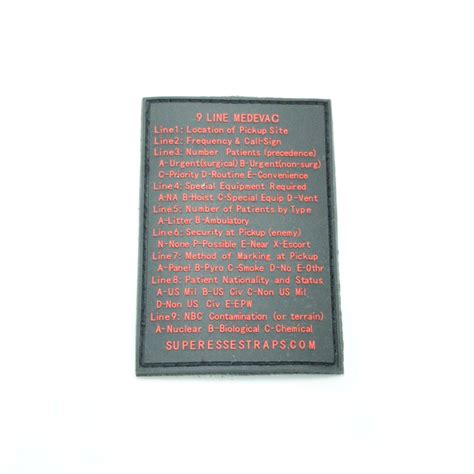 9 LINE MEDEVAC
Line1: Location of Pickup Site
Line2: Frequency & Call-Sign
Line3: Number Patients (precedence)
A-Urgent(surgical) B-Urgent(non-surg)
C-Priority D-Routine E-Convenience
Line4: Special Equipment Required
A-NA B-Hoist C-Special Equip D-Vent
Line5: Number of Patients by Type
A-Litter B-Ambulatory
Line6: Security at Pickup (enemy)
N-None P-Possible E-Near X-Escort
Line7: Method of Marking at Pickup
A-Panel B-Pyro C-Smoke D-No E-Othr
Line8: Patient Nationality and Status
A-US Mil B-US Civ C-Non US Mil
D-Non US Civ E-EPW
Line9: NBC Contamination (or terrain)
A-Nuclear B-Biological C-Chemical
SUPERESSESTRAPS.COM